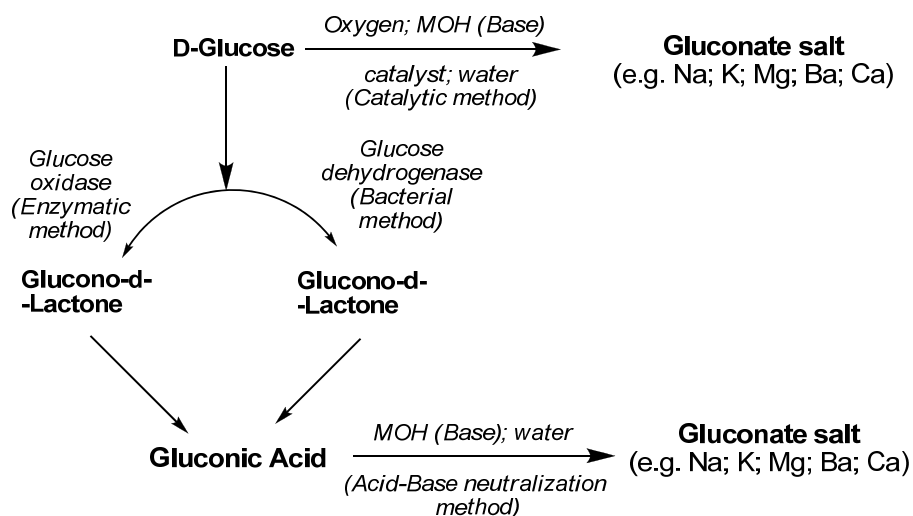 D-Glucose
Oxygen; MOH (Base)
catalyst; water
(Catalytic method)
Gluconate salt
(e.g. Na; K; Mg; Ba; Ca)
Glucose
oxidase
(Enzymatic
method)
Glucose
dehydrogenase
(Bacterial
method)
Glucono-d-
-Lactone
Glucono-d-
-Lactone
Gluconic Acid
MOH (Base); water
(Acid-Base neutralization
method)
Gluconate salt
(e.g. Na; K; Mg; Ba; Ca)